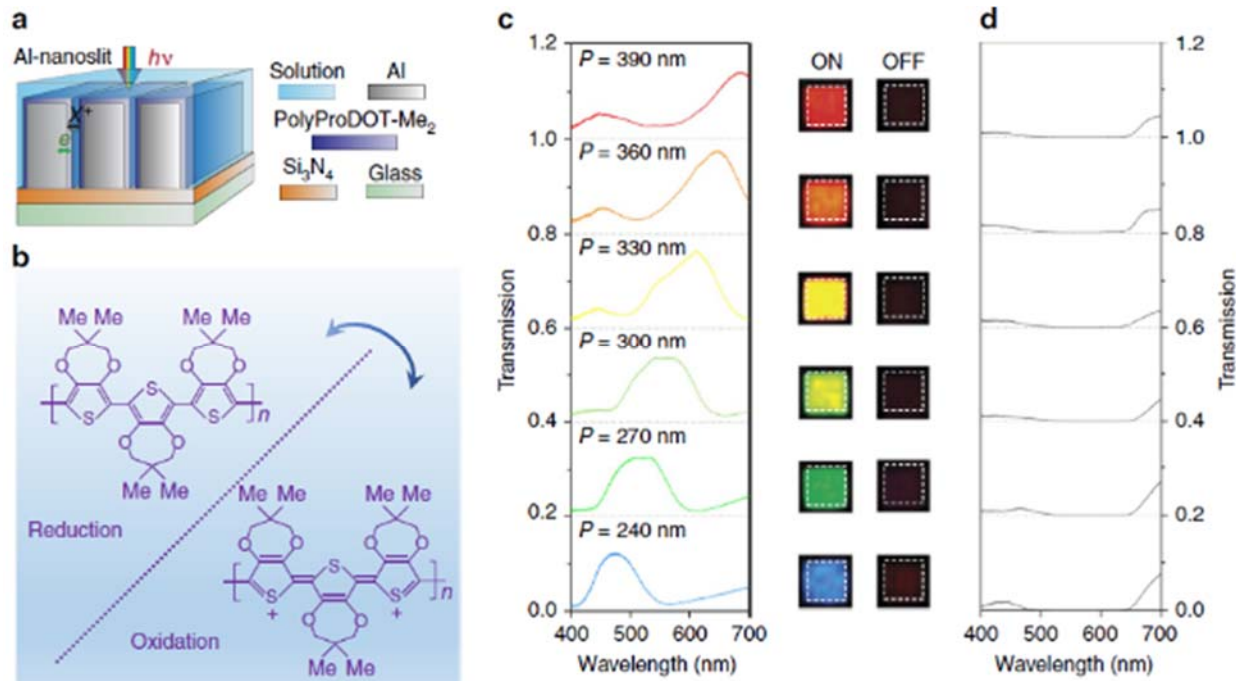 a
Al-nanoslit
hν
Solution
Al
X⁺
e⁻
PolyProDOT-Me₂
Si₃N₄
Glass
b
Me Me Me Me
O O O O
S
S S
n
O O
Me Me
Reduction
Me Me Me Me
O O O O
S
S S
+ +
n
O O
Me Me
Oxidation
c
Transmission
1.2
1.0
0.8
0.6
0.4
0.2
0.0
P = 390 nm
P = 360 nm
P = 330 nm
P = 300 nm
P = 270 nm
P = 240 nm
400 500 600 700
Wavelength (nm)
ON OFF
d
1.2
1.0
0.8
0.6
0.4
0.2
0.0
Transmission
400 500 600 700
Wavelength (nm)